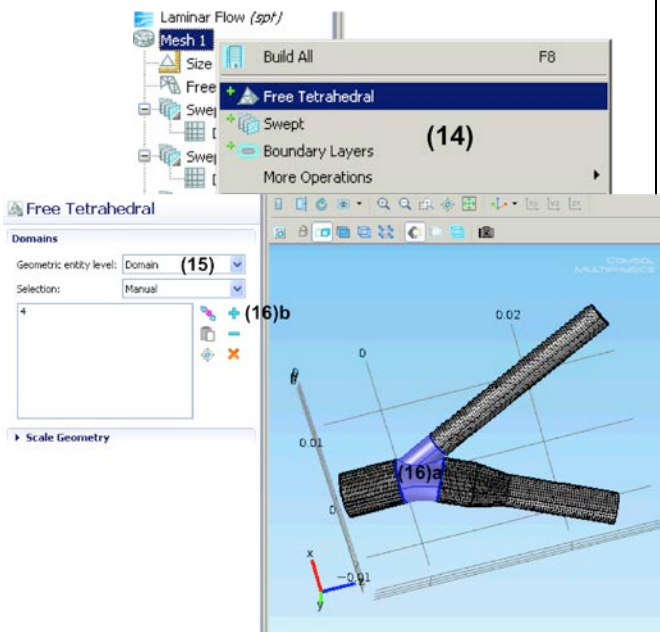 Laminar Flow (spf)
Mesh 1
Size
Free
Swep
Swep
Build All F8
Free Tetrahedral
Swept
Boundary Layers
More Operations
(14)
Free Tetrahedral
Domains
Geometric entity level: Domain (15)
Selection: Manual
4
(16)b
Scale Geometry
COMSOL
MULTIPHYSICS
0.02
0
0.01
0
-0.01
(16)a
x
y